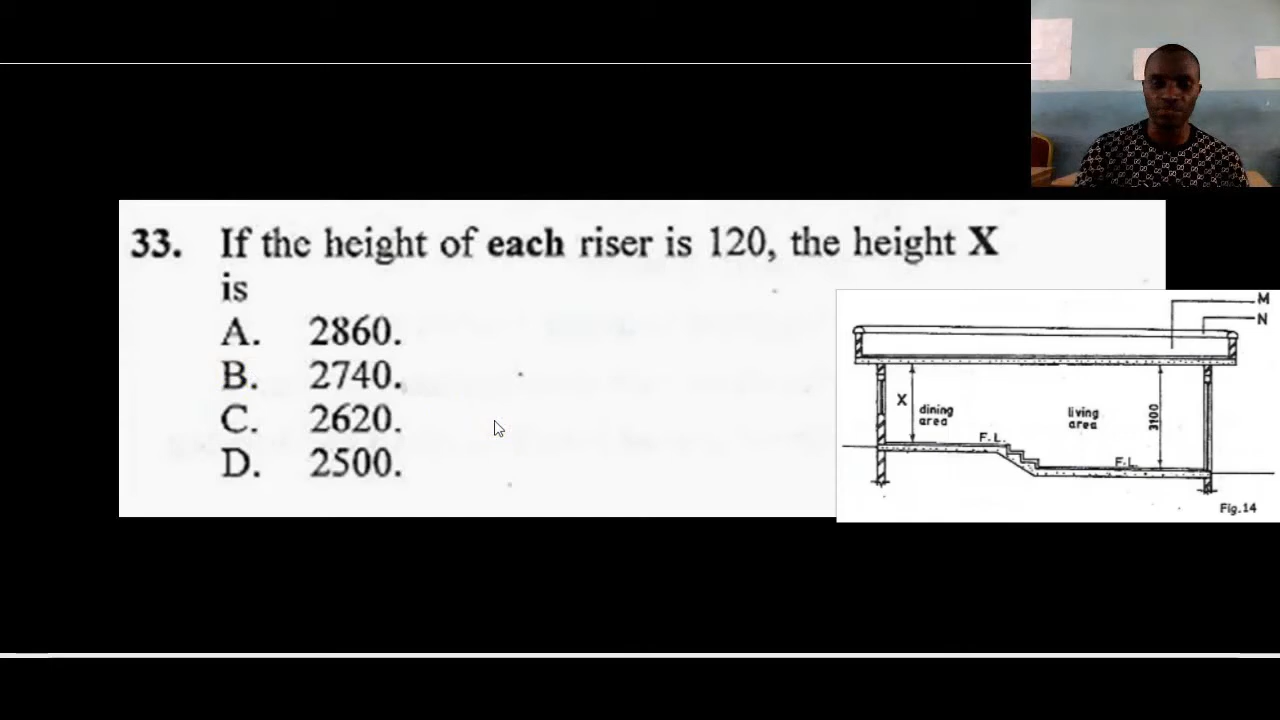 33. If the height of each riser is 120, the height X
is
A. 2860.
B. 2740.
C. 2620.
D. 2500.
M
N
X
dining
area
living
area
3100
F.L.
F.L.
Fig.14